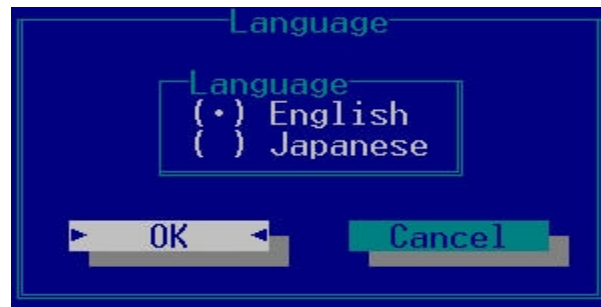 Language
Language
(•) English
( ) Japanese
► OK ◄
Cancel